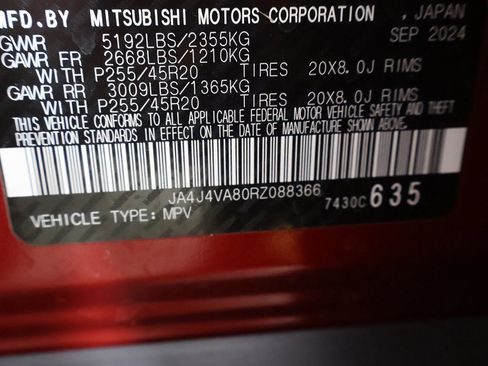 MFD.BY MITSUBISHI MOTORS CORPORATION , JAPAN
GVWR 5192LBS/2355KG SEP 2024
GAWR FR 2668LBS/1210KG
WITH P255/45R20 TIRES 20X8.0J RIMS
GAWR RR 3009LBS/1365KG
WITH P255/45R20 TIRES 20X8.0J RIMS
THIS VEHICLE CONFORMS TO ALL APPLICABLE FEDERAL MOTOR VEHICLE SAFETY AND THEFT
PREVENTION STANDARDS IN EFFECT ON THE DATE OF MANUFACTURE SHOWN ABOVE.
JA4J4VA80RZ088366
7430C 635
VEHICLE TYPE: MPV